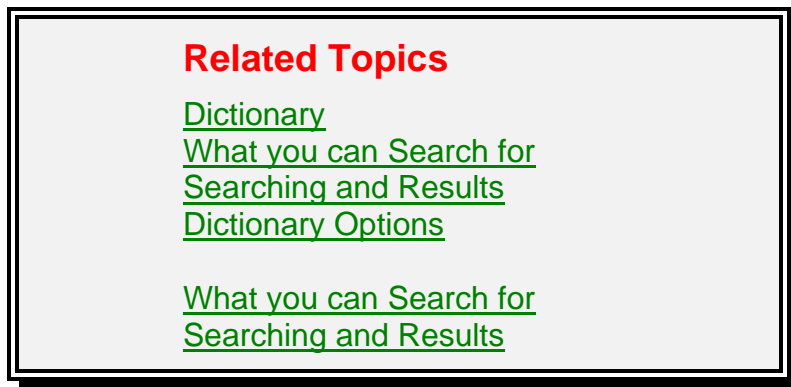 Related Topics
Dictionary
What you can Search for
Searching and Results
Dictionary Options
What you can Search for
Searching and Results